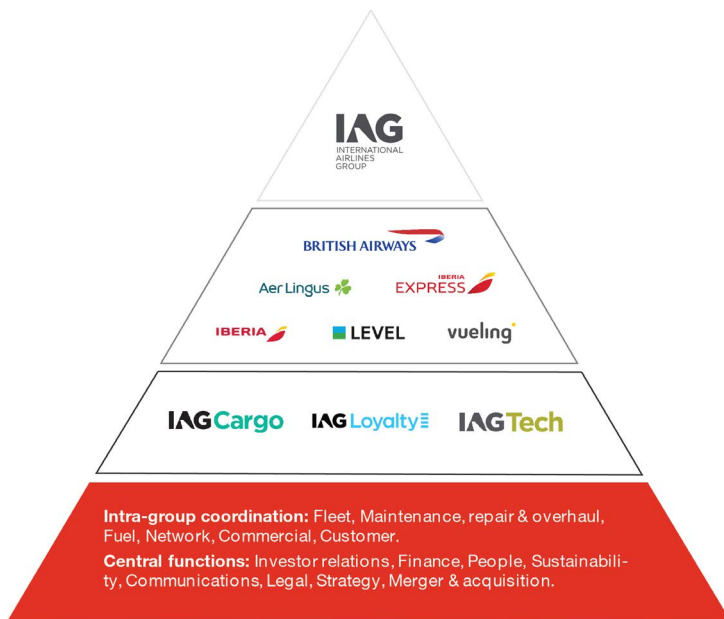 IAG
INTERNATIONAL
AIRLINES
GROUP
BRITISH AIRWAYS
Aer Lingus
IBERIA
EXPRESS
IBERIA
LEVEL
vueling
IAGCargo
IAG Loyalty
IAGTech
Intra-group coordination: Fleet, Maintenance, repair & overhaul,
Fuel, Network, Commercial, Customer.
Central functions: Investor relations, Finance, People, Sustainabili-
ty, Communications, Legal, Strategy, Merger & acquisition.